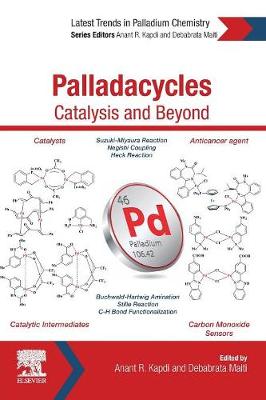 Latest Trends in Palladium Chemistry
Series Editors Anant R. Kapdi and Debabrata Maiti
Palladacycles
Catalysis and Beyond
Catalysts
Suzuki-Miyaura Reaction
Negishi Coupling
Heck Reaction
Anticancer agent
46
Pd
Palladium
106.42
Catalytic Intermediates
Buchwald-Hartwig Amination
Stille Reaction
C-H Bond Functionalization
Carbon Monoxide
Sensors
Edited by
Anant R. Kapdi and Debabrata Maiti
ELSEVIER